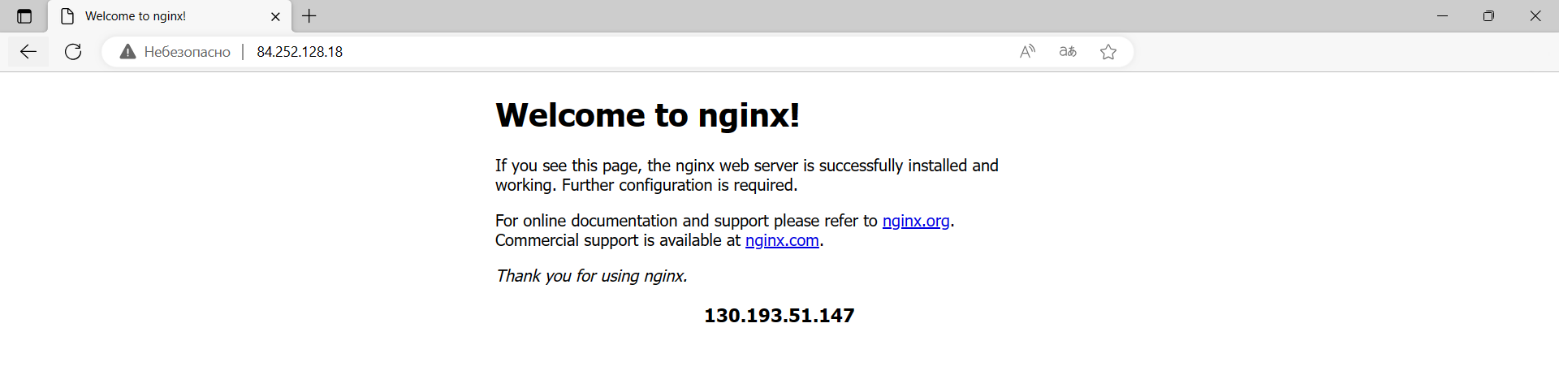 Welcome to nginx!
Небезопасно | 84.252.128.18
Welcome to nginx!
If you see this page, the nginx web server is successfully installed and
working. Further configuration is required.
For online documentation and support please refer to nginx.org.
Commercial support is available at nginx.com.
Thank you for using nginx.
130.193.51.147